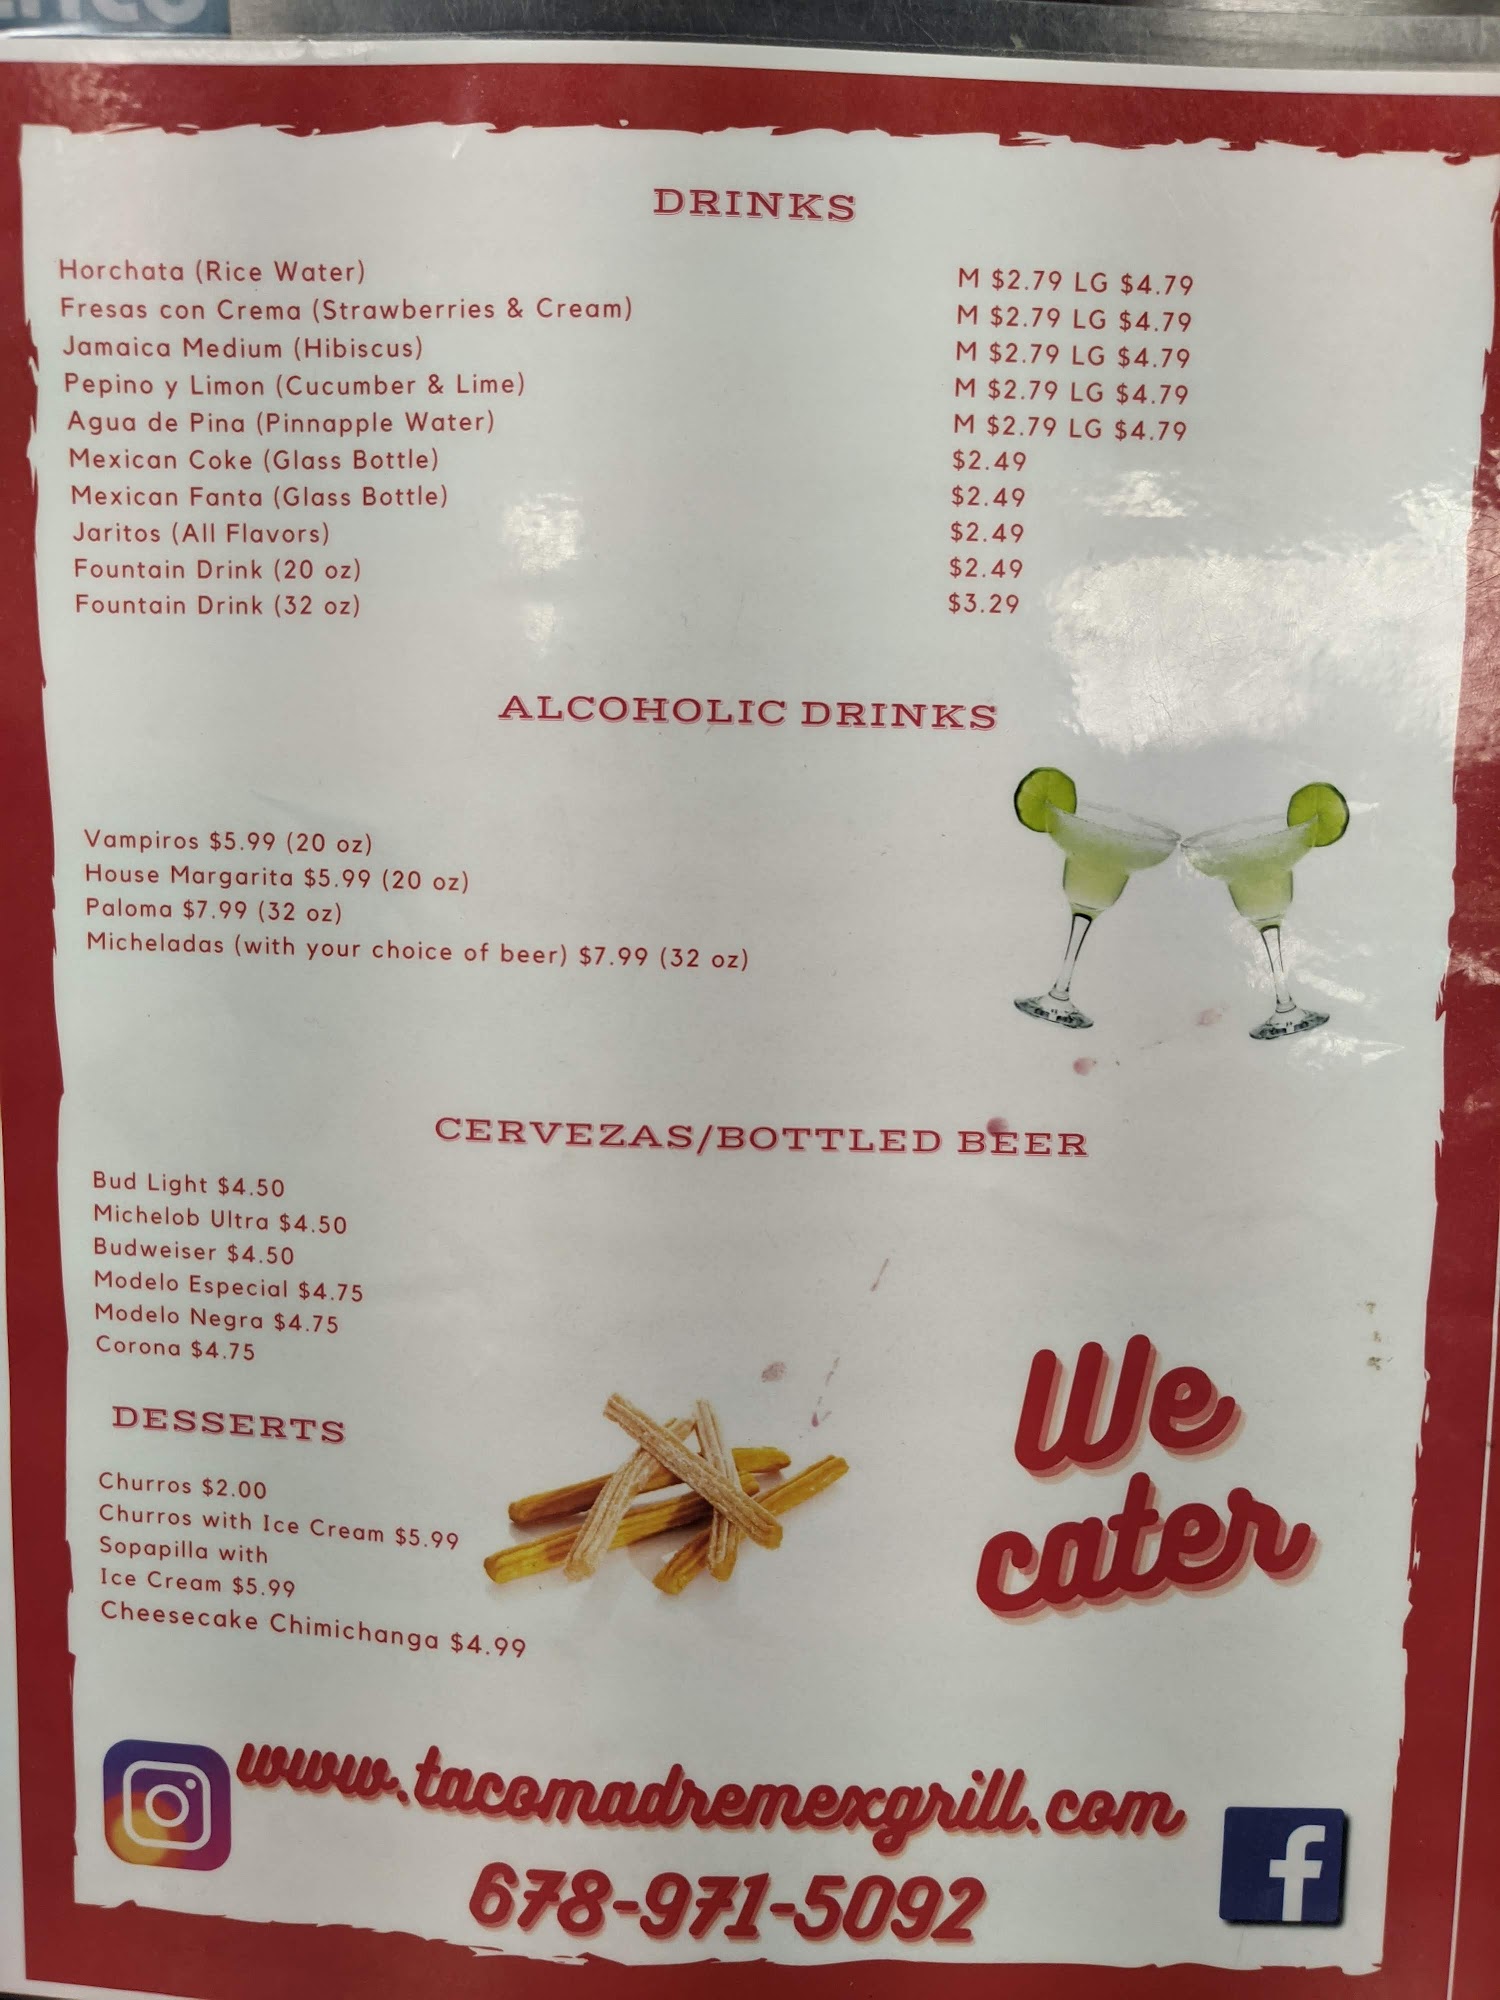 DRINKS
Horchata (Rice Water) M $2.79 LG $4.79
Fresas con Crema (Strawberries & Cream) M $2.79 LG $4.79
Jamaica Medium (Hibiscus) M $2.79 LG $4.79
Pepino y Limon (Cucumber & Lime) M $2.79 LG $4.79
Agua de Pina (Pinnapple Water) M $2.79 LG $4.79
Mexican Coke (Glass Bottle) $2.49
Mexican Fanta (Glass Bottle) $2.49
Jaritos (All Flavors) $2.49
Fountain Drink (20 oz) $2.49
Fountain Drink (32 oz) $3.29
ALCOHOLIC DRINKS
Vampiros $5.99 (20 oz)
House Margarita $5.99 (20 oz)
Paloma $7.99 (32 oz)
Micheladas (with your choice of beer) $7.99 (32 oz)
CERVEZAS/BOTTLED BEER
Bud Light $4.50
Michelob Ultra $4.50
Budweiser $4.50
Modelo Especial $4.75
Modelo Negra $4.75
Corona $4.75
DESSERTS
Churros $2.00
Churros with Ice Cream $5.99
Sopapilla with
Ice Cream $5.99
Cheesecake Chimichanga $4.99
We
cater
www.tacomadremexgrill.com
678-971-5092